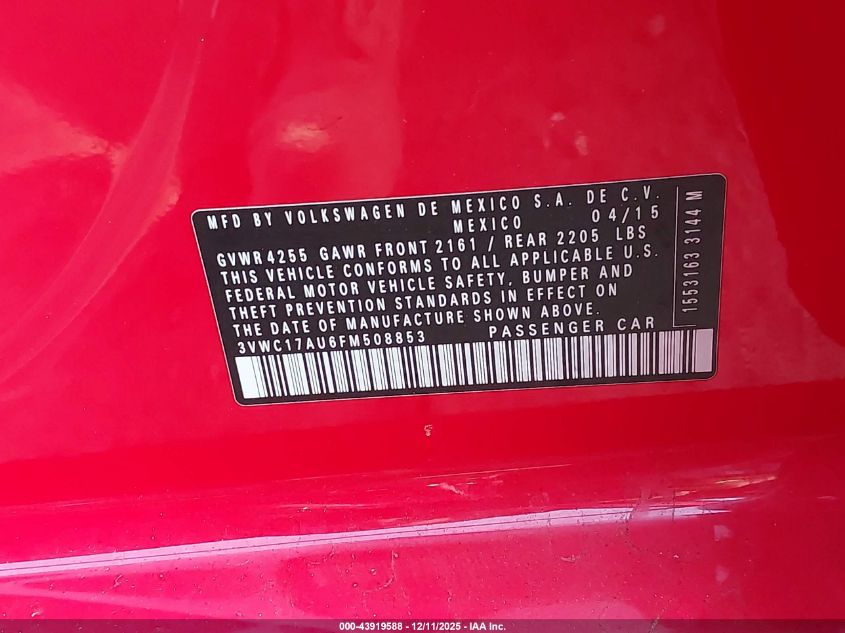 MFD BY VOLKSWAGEN DE MEXICO S.A. DE C.V.
MEXICO 04/15
GVWR 4255 GAWR FRONT 2161 / REAR 2205 LBS
THIS VEHICLE CONFORMS TO ALL APPLICABLE U.S.
FEDERAL MOTOR VEHICLE SAFETY, BUMPER AND
THEFT PREVENTION STANDARDS IN EFFECT ON
THE DATE OF MANUFACTURE SHOWN ABOVE.
3VWC17AU6FM508853 PASSENGER CAR
1553163 3144 M
000-43919588 - 12/11/2025 - IAA Inc.